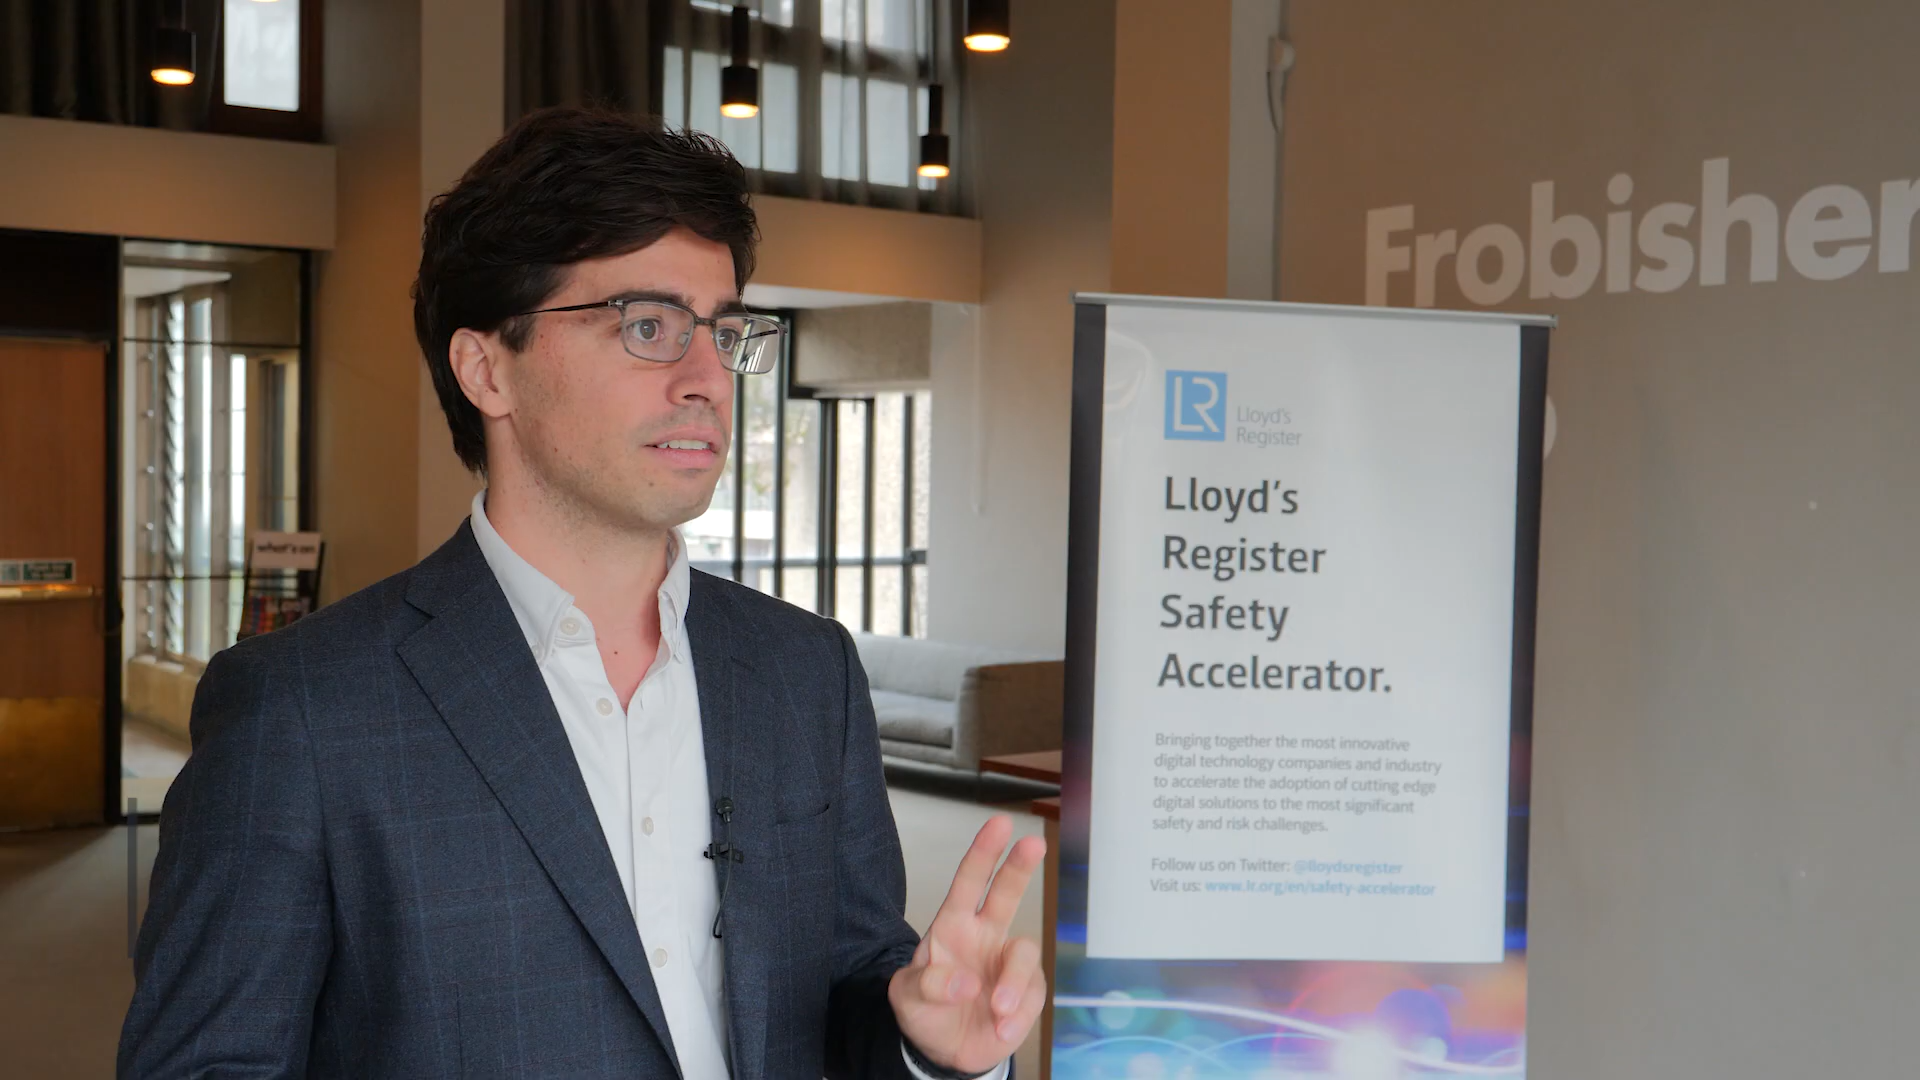 Frobisher
LR
Lloyd's
Register
Lloyd's
Register
Safety
Accelerator.
Bringing together the most innovative
digital technology companies and industry
to accelerate the adoption of cutting edge
digital solutions to the most significant
safety and risk challenges.
Follow us on Twitter: @lloydsregister
Visit us: www.lr.org/en/safety-accelerator
what's on